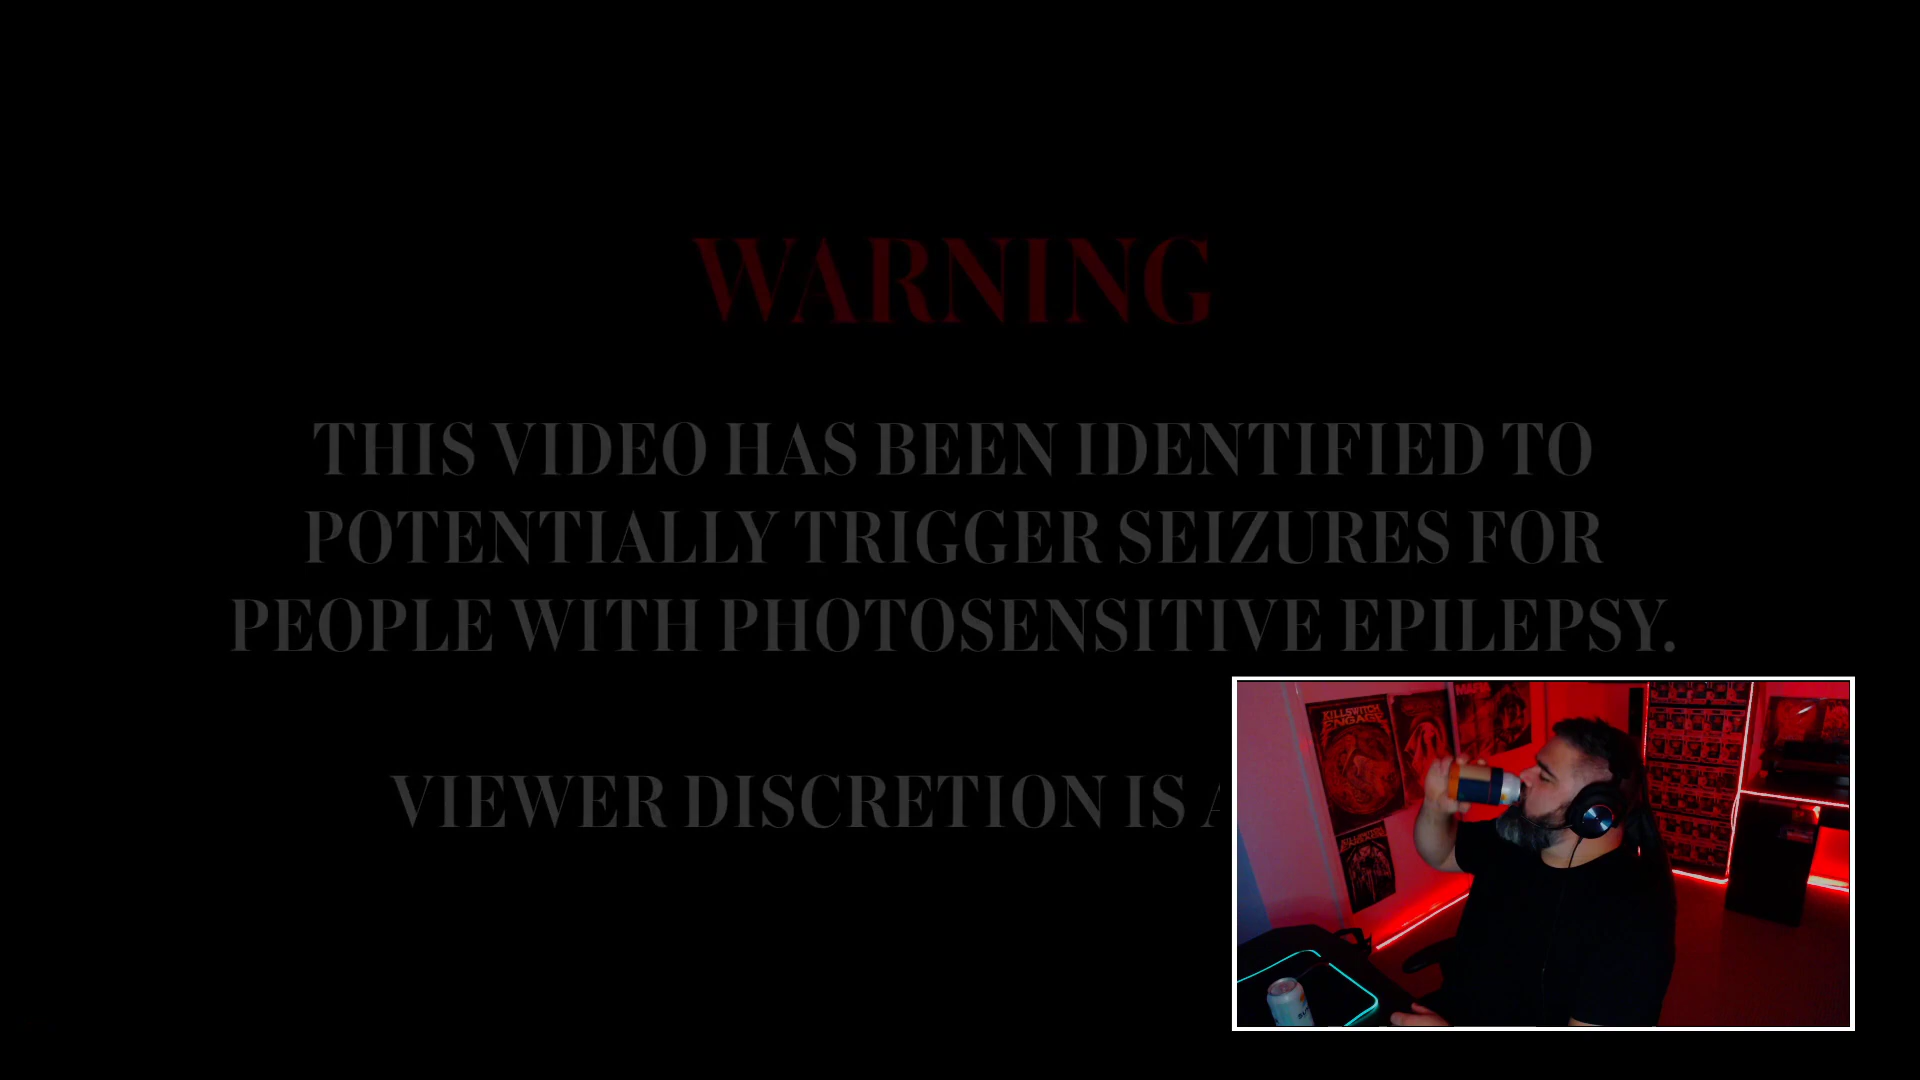 WARNING
THIS VIDEO HAS BEEN IDENTIFIED TO
POTENTIALLY TRIGGER SEIZURES FOR
PEOPLE WITH PHOTOSENSITIVE EPILEPSY.
VIEWER DISCRETION IS A
KILLSWITCH
ENGAGE